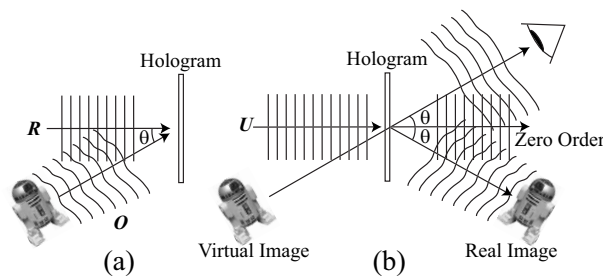 Hologram
R
θ
O
(a)
Hologram
U
θ
θ
Zero Order
Virtual Image
Real Image
(b)